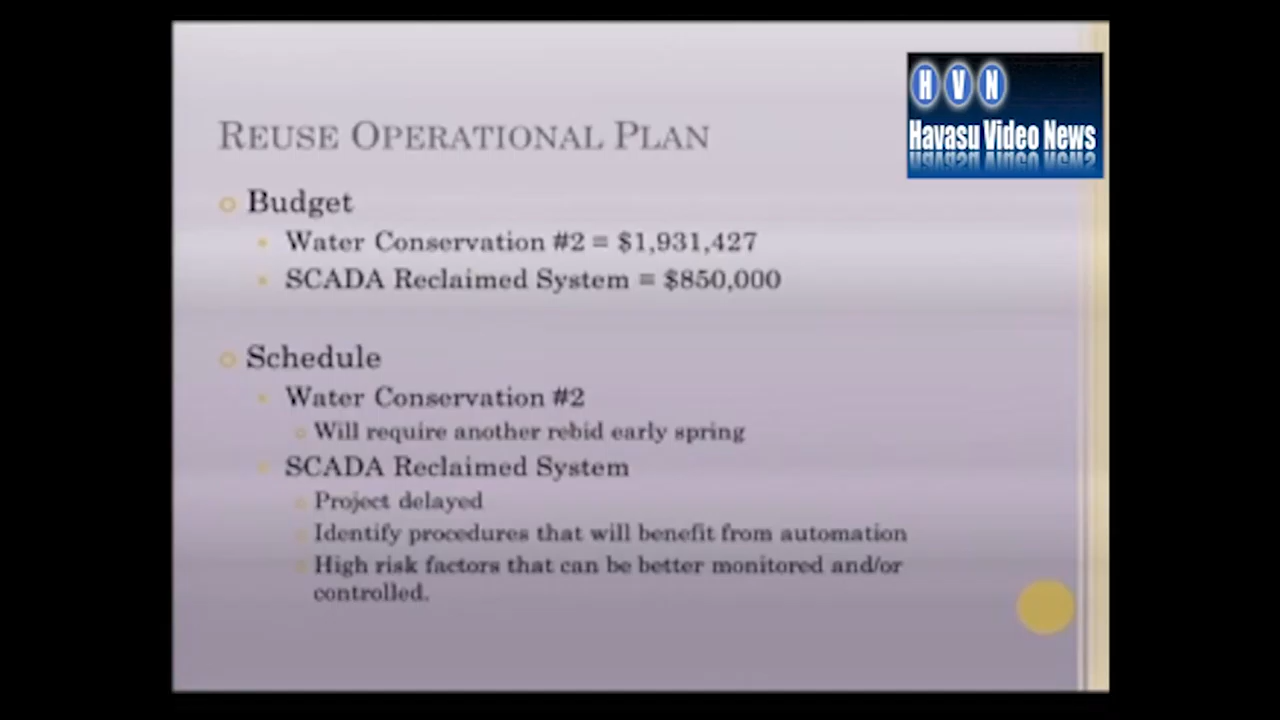 H V N
Havasu Video News
REUSE OPERATIONAL PLAN
Budget
Water Conservation #2 = $1,931,427
SCADA Reclaimed System = $850,000
Schedule
Water Conservation #2
Will require another rebid early spring
SCADA Reclaimed System
Project delayed
Identify procedures that will benefit from automation
High risk factors that can be better monitored and/or
controlled.